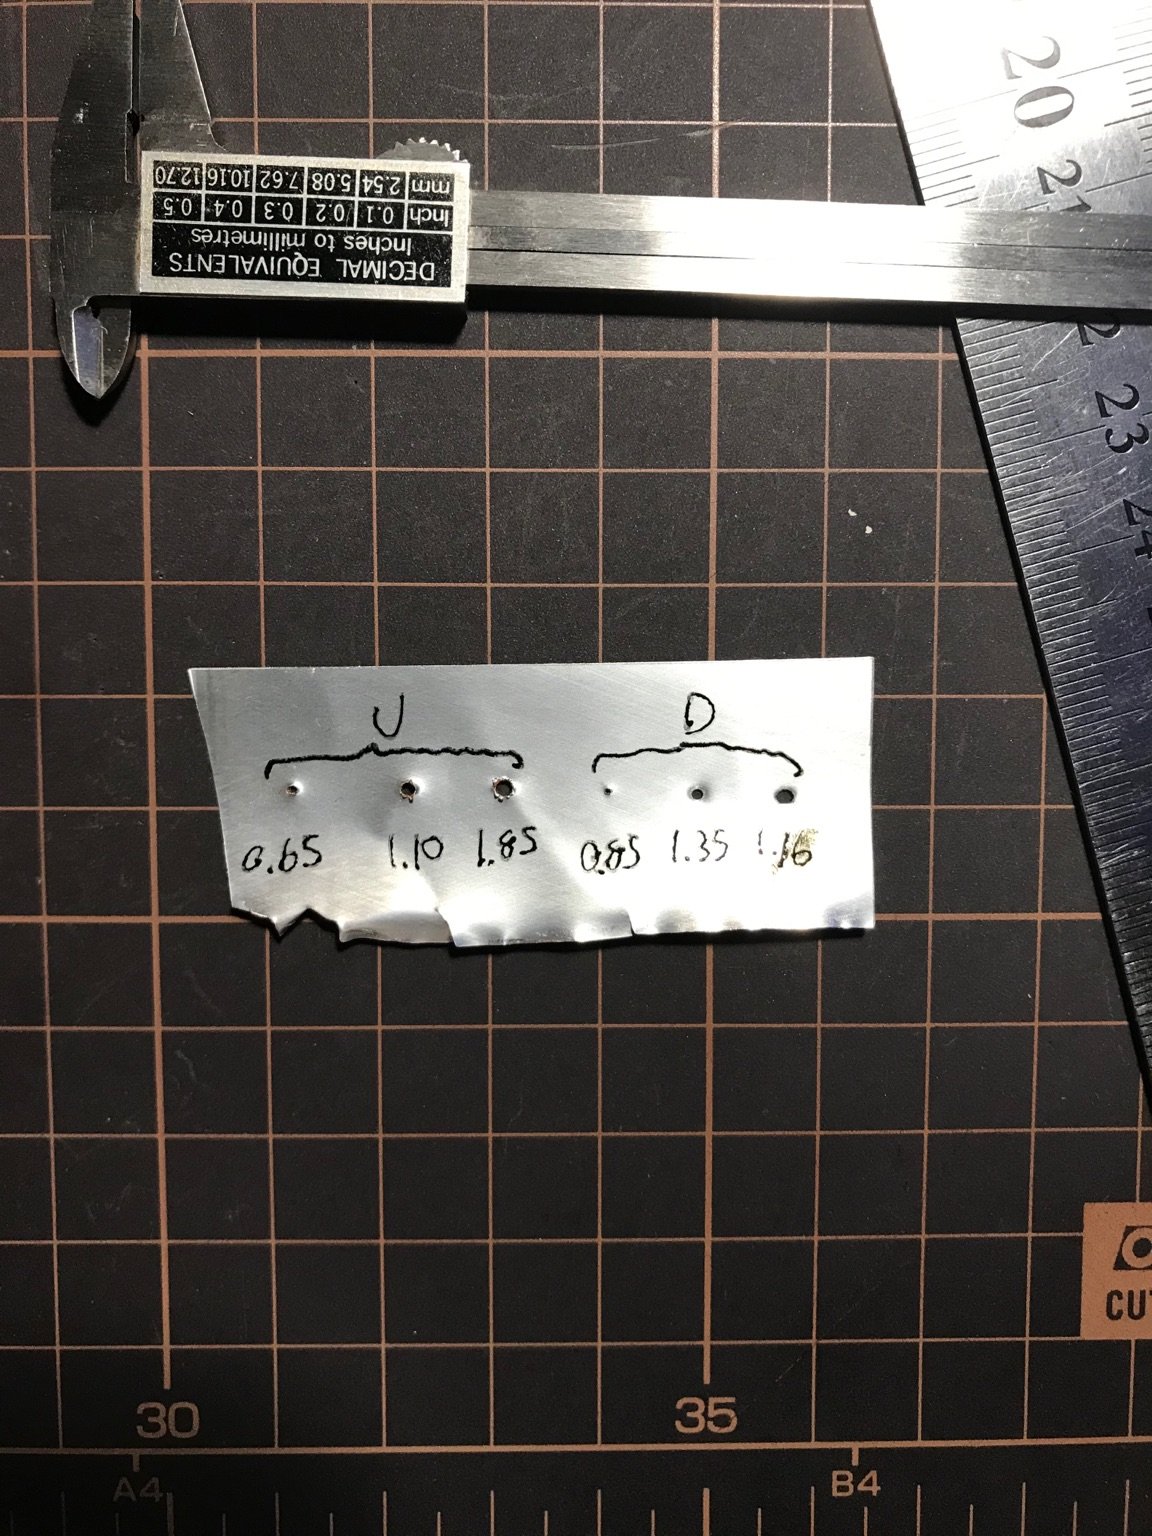 DECIMAL EQUIVALENTS
Inches to millimetres
Inch 0.1 0.2 0.3 0.4 0.5
mm 2.54 5.08 7.62 10.16 12.70
20
21
23
24
U D
0.65 1.10 1.85 0.85 1.35 1.16
30 35
A4 B4